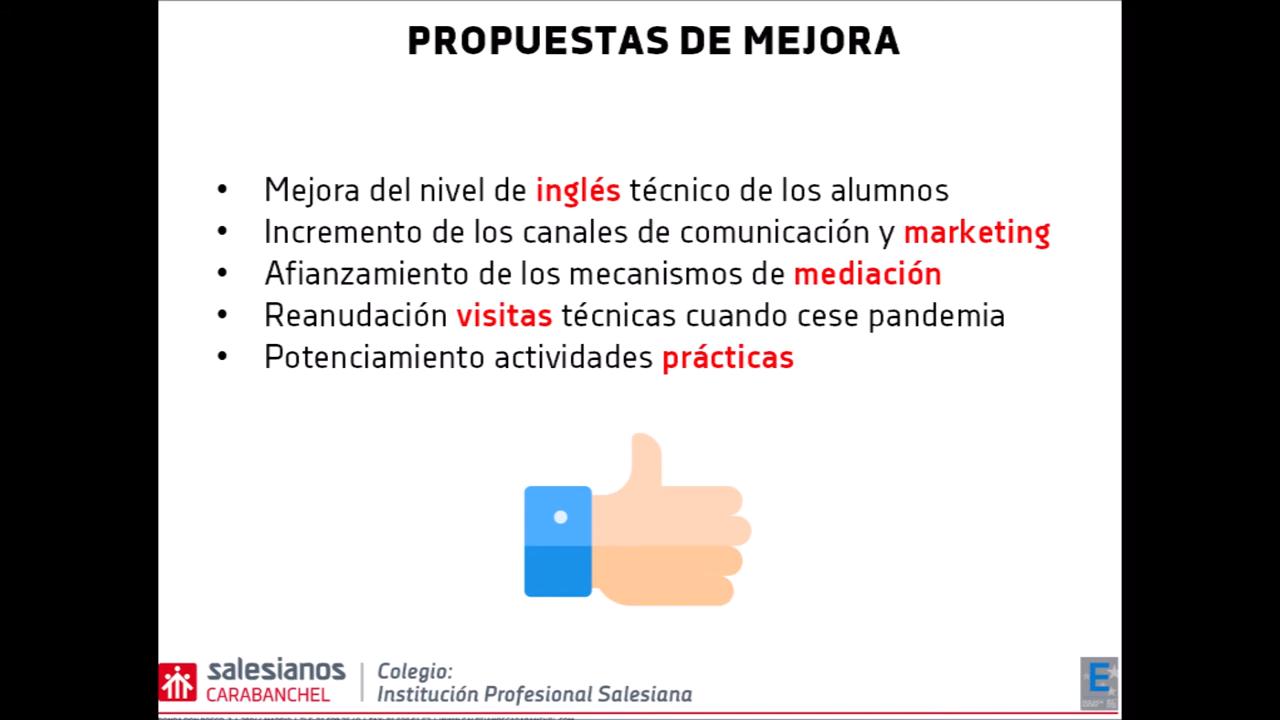 PROPUESTAS DE MEJORA
• Mejora del nivel de inglés técnico de los alumnos
• Incremento de los canales de comunicación y marketing
• Afianzamiento de los mecanismos de mediación
• Reanudación visitas técnicas cuando cese pandemia
• Potenciamiento actividades prácticas
salesianos
CARABANCHEL
Colegio:
Institución Profesional Salesiana
E